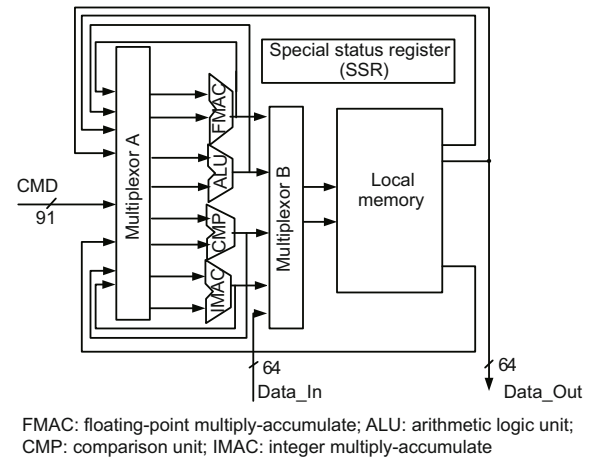 Special status register
(SSR)
Multiplexor A
FMAC
ALU
CMP
IMAC
Multiplexor B
Local
memory
CMD
91
64
Data_In
64
Data_Out
FMAC: floating-point multiply-accumulate; ALU: arithmetic logic unit;
CMP: comparison unit; IMAC: integer multiply-accumulate